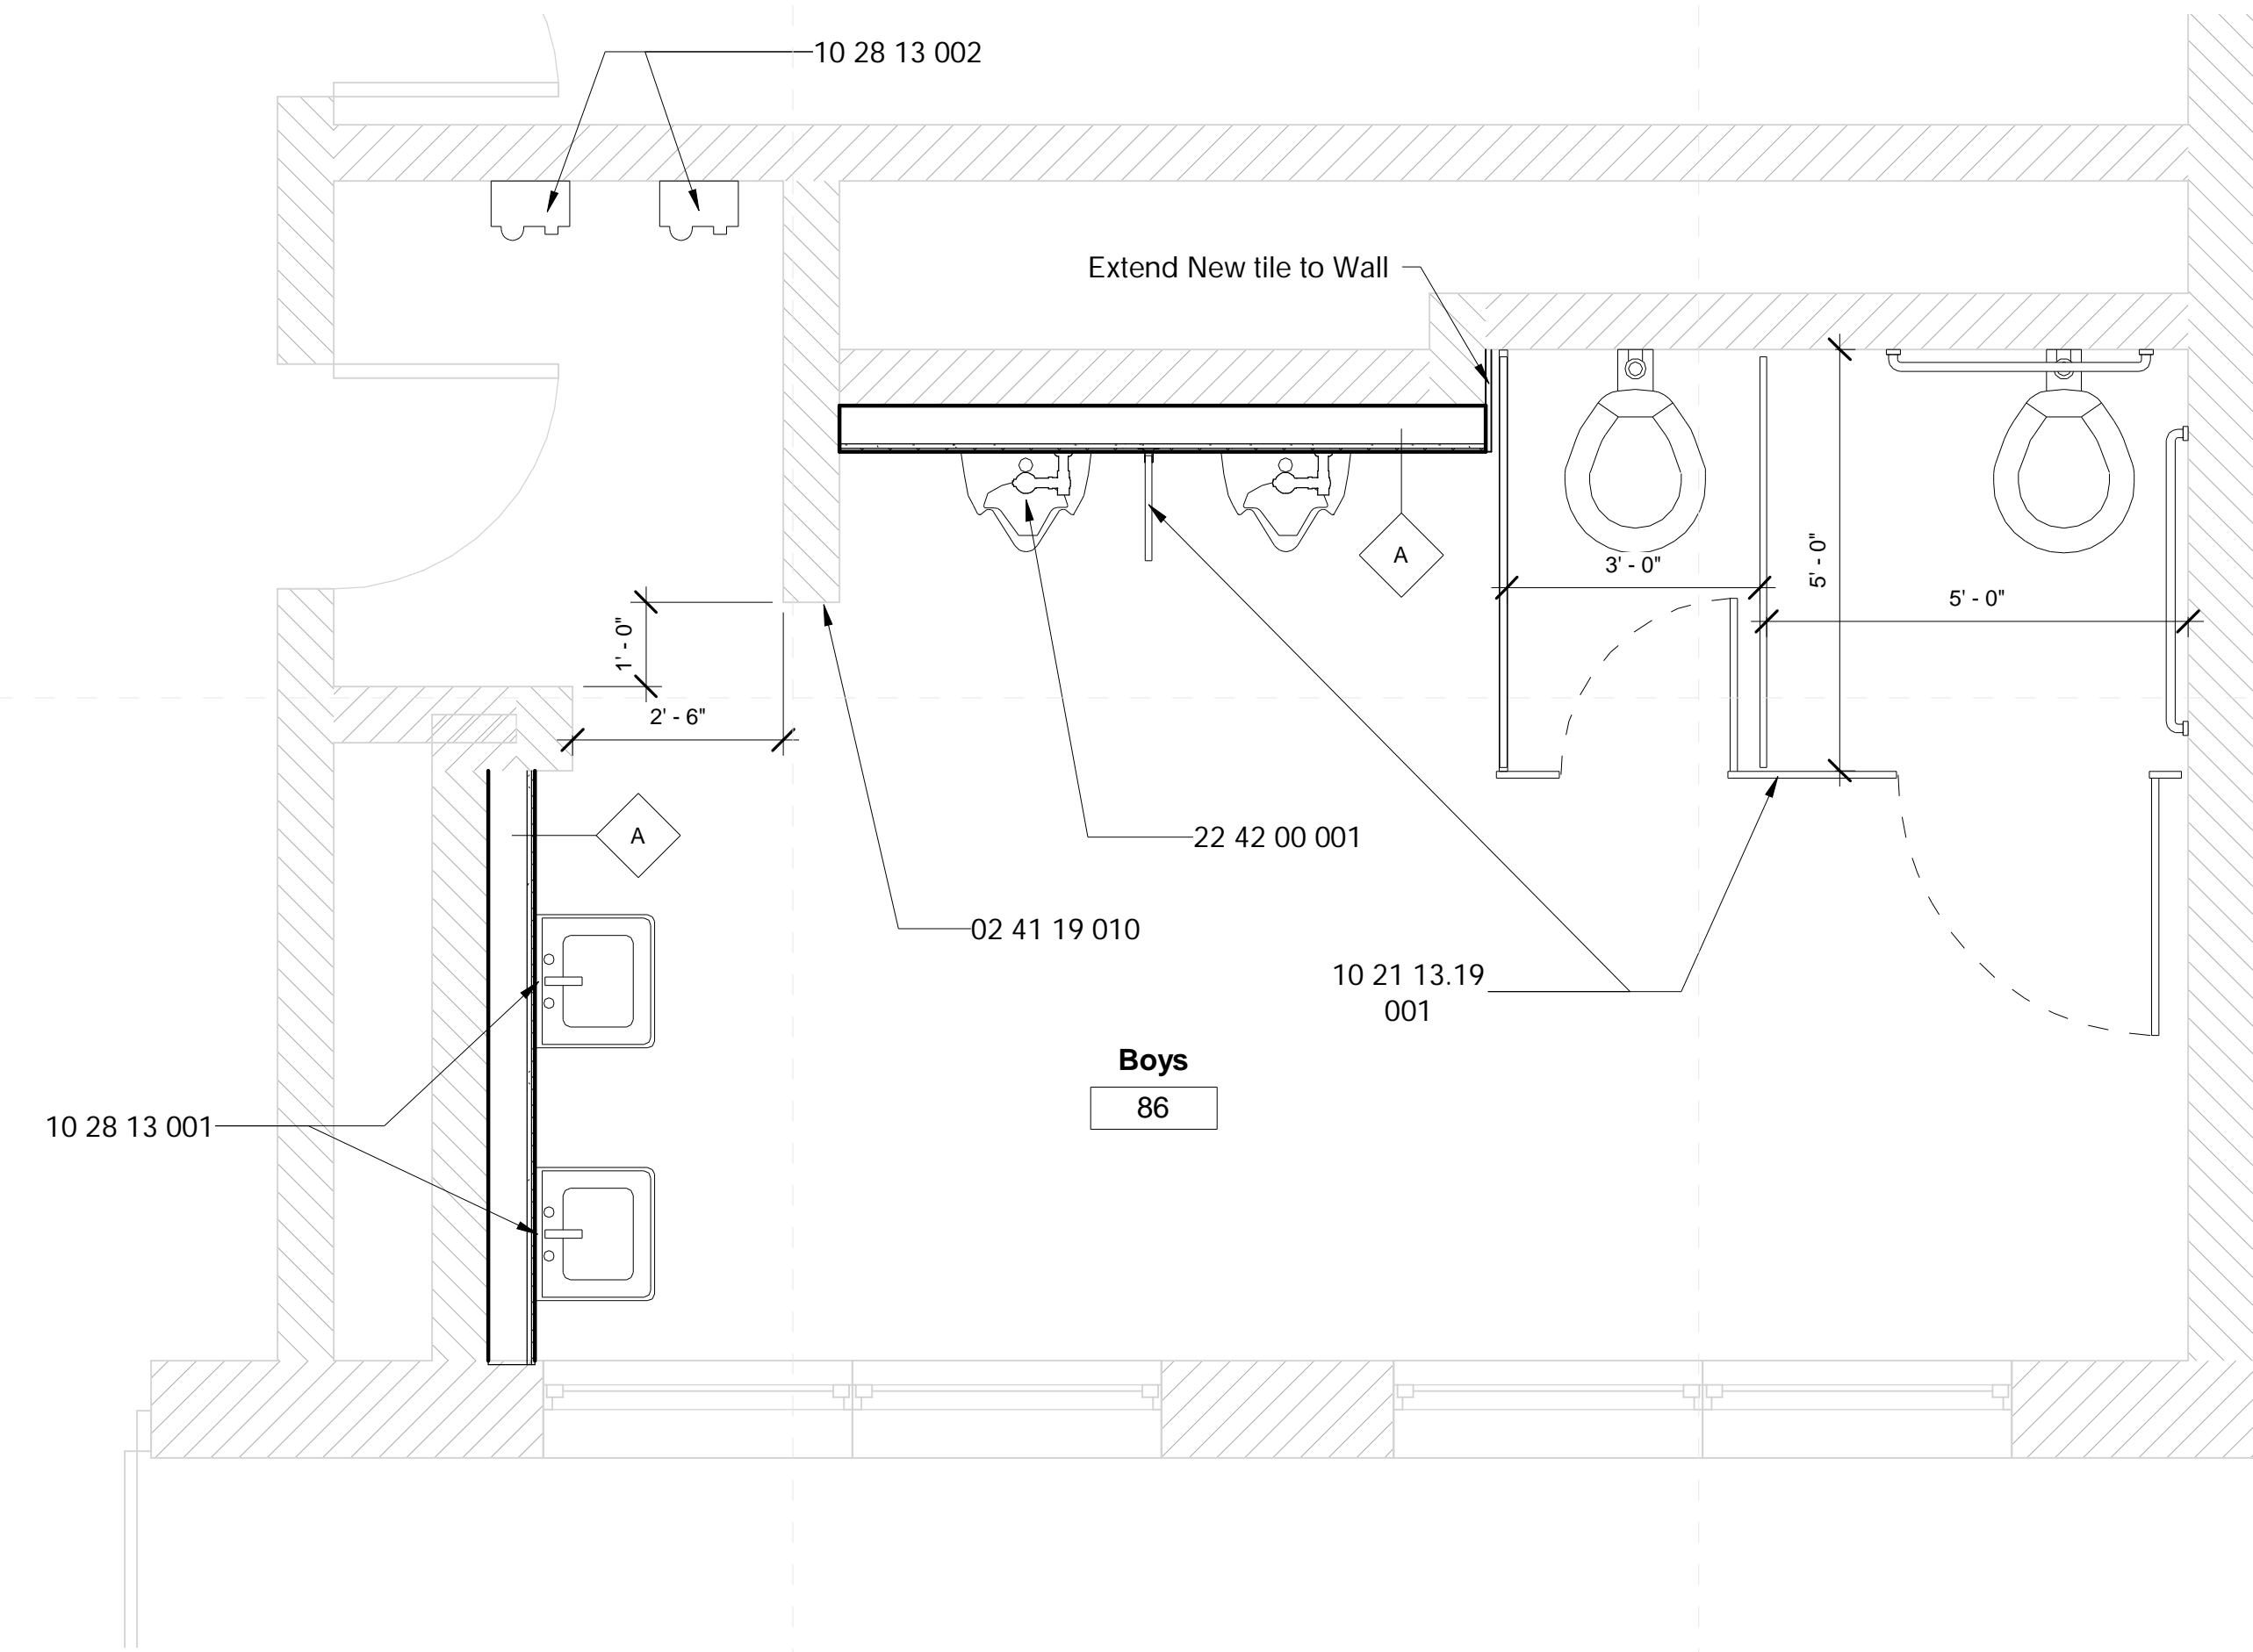 10 28 13 002
Extend New tile to Wall
A
3' - 0"
5' - 0"
5' - 0"
1' - 0"
2' - 6"
A
22 42 00 001
02 41 19 010
10 21 13.19
001
Boys
86
10 28 13 001